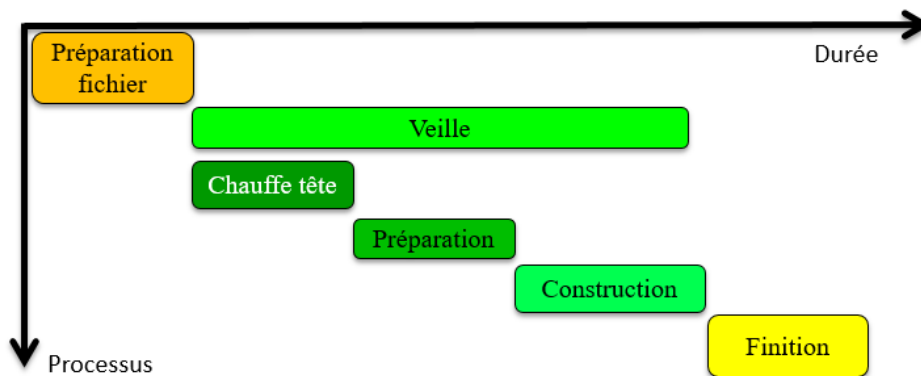 Durée
Préparation
fichier
Veille
Chauffe tête
Préparation
Construction
Finition
Processus